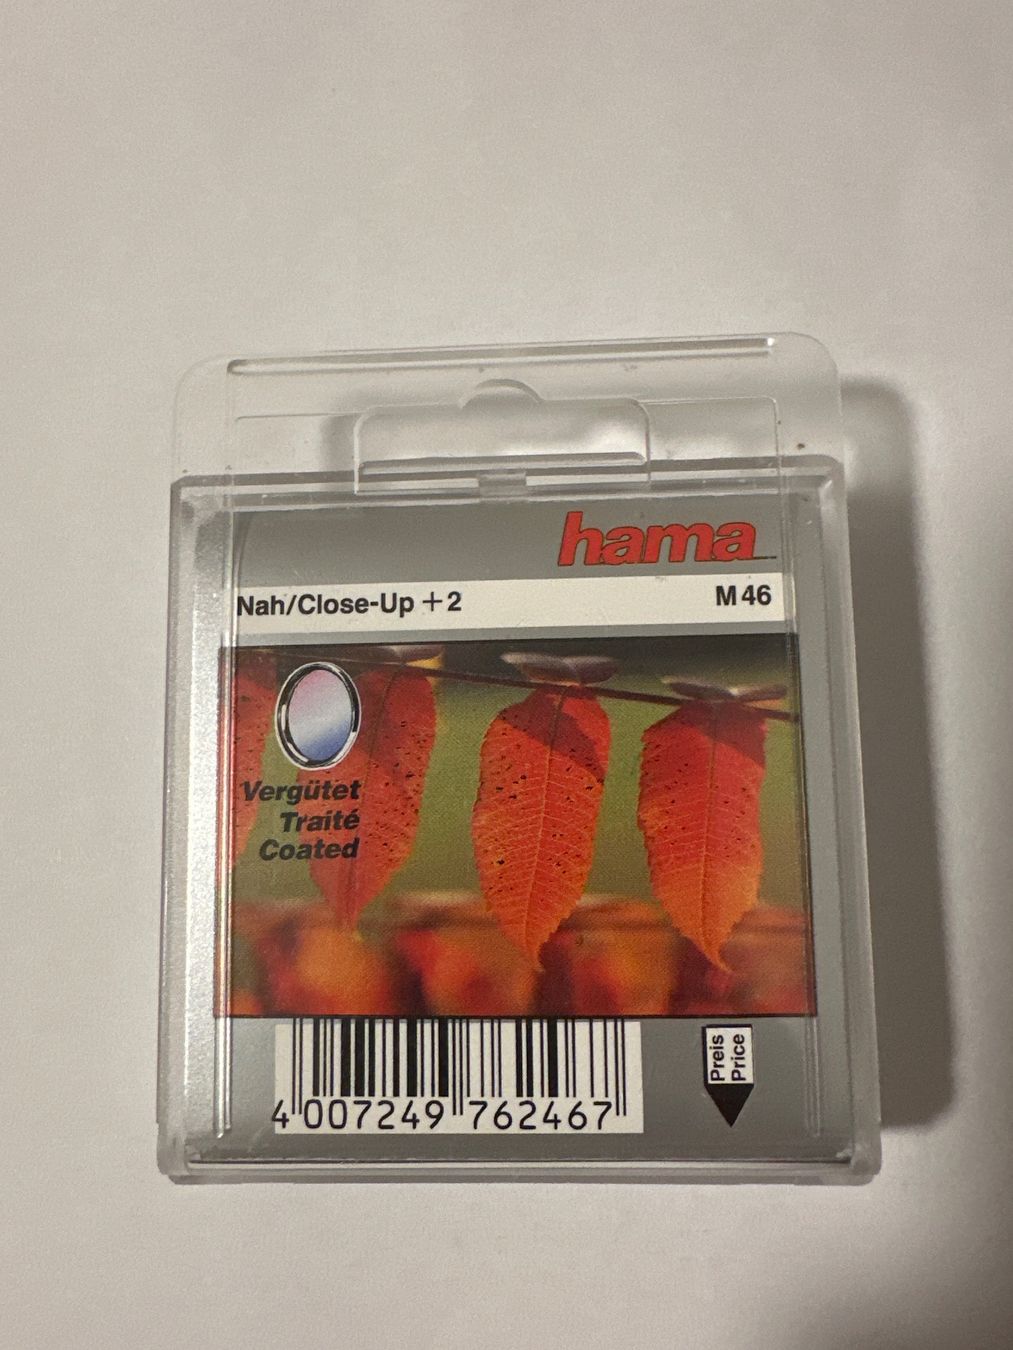 hama
Nah/Close-Up +2 M 46
Vergütet
Traité
Coated
Preis
Price
4 007249 762467